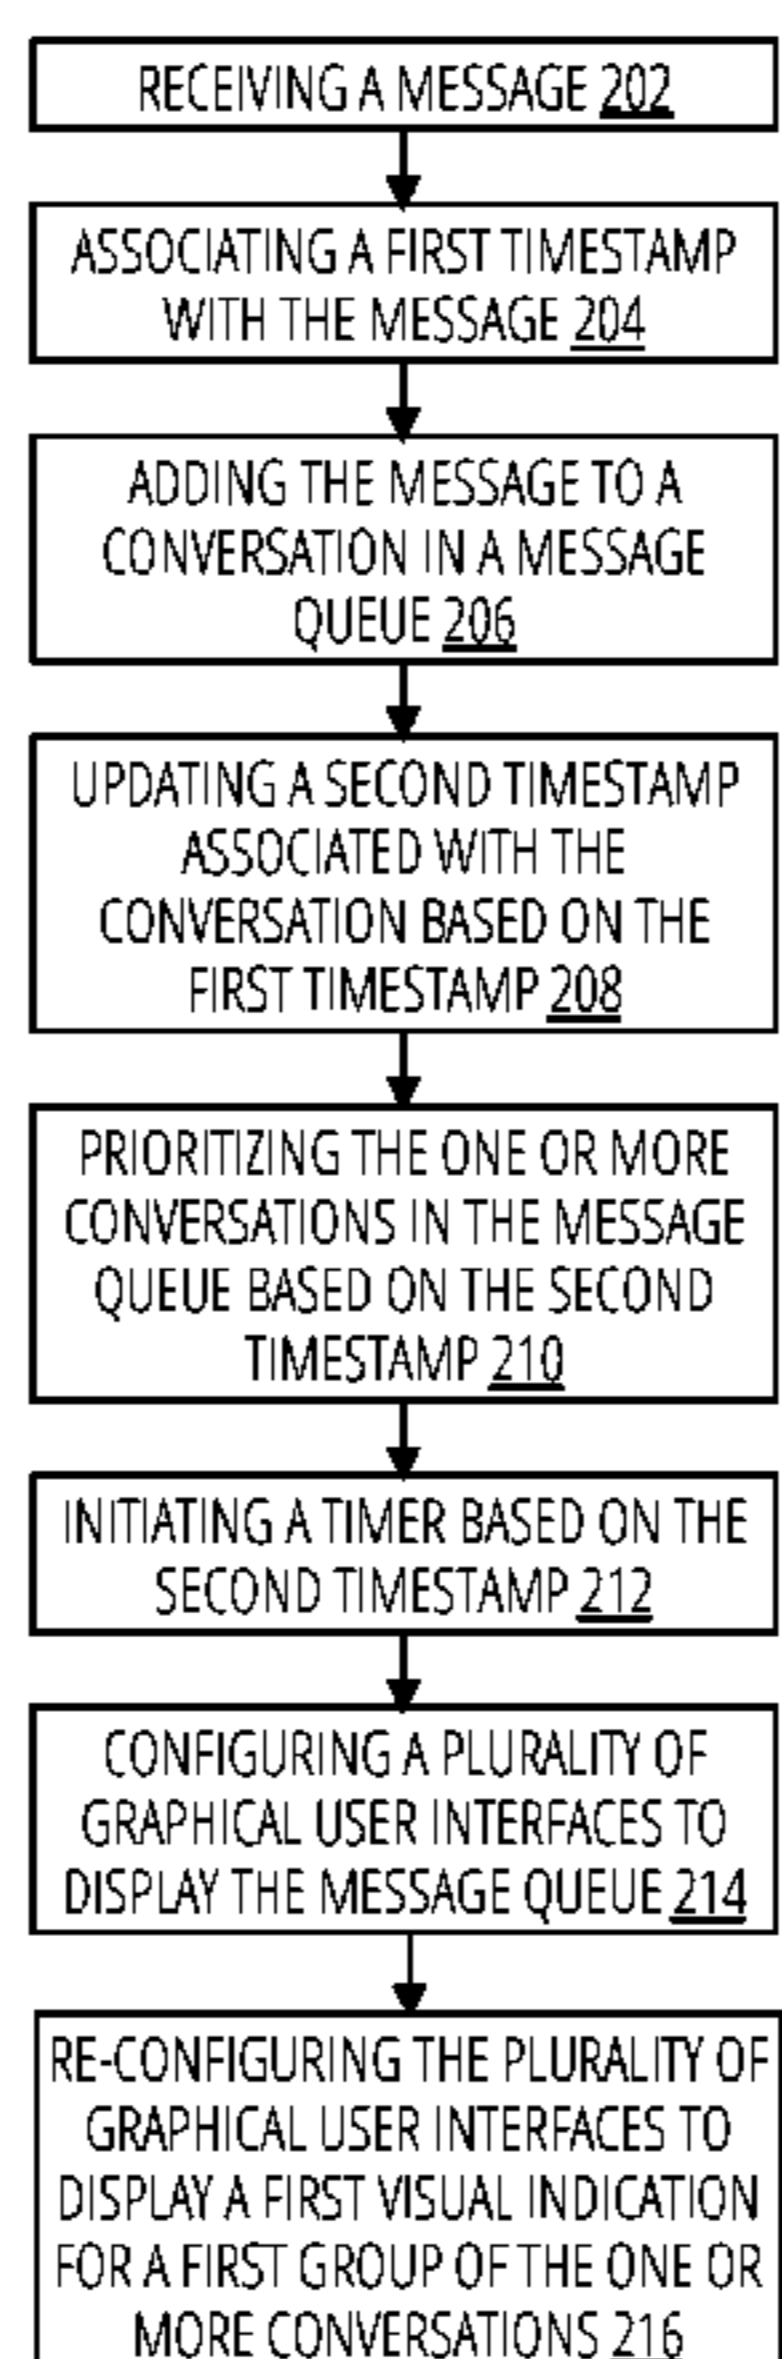 RECEIVING A MESSAGE 202
ASSOCIATING A FIRST TIMESTAMP
WITH THE MESSAGE 204
ADDING THE MESSAGE TO A
CONVERSATION IN A MESSAGE
QUEUE 206
UPDATING A SECOND TIMESTAMP
ASSOCIATED WITH THE
CONVERSATION BASED ON THE
FIRST TIMESTAMP 208
PRIORITIZING THE ONE OR MORE
CONVERSATIONS IN THE MESSAGE
QUEUE BASED ON THE SECOND
TIMESTAMP 210
INITIATING A TIMER BASED ON THE
SECOND TIMESTAMP 212
CONFIGURING A PLURALITY OF
GRAPHICAL USER INTERFACES TO
DISPLAY THE MESSAGE QUEUE 214
RE-CONFIGURING THE PLURALITY OF
GRAPHICAL USER INTERFACES TO
DISPLAY A FIRST VISUAL INDICATION
FOR A FIRST GROUP OF THE ONE OR
MORE CONVERSATIONS 216